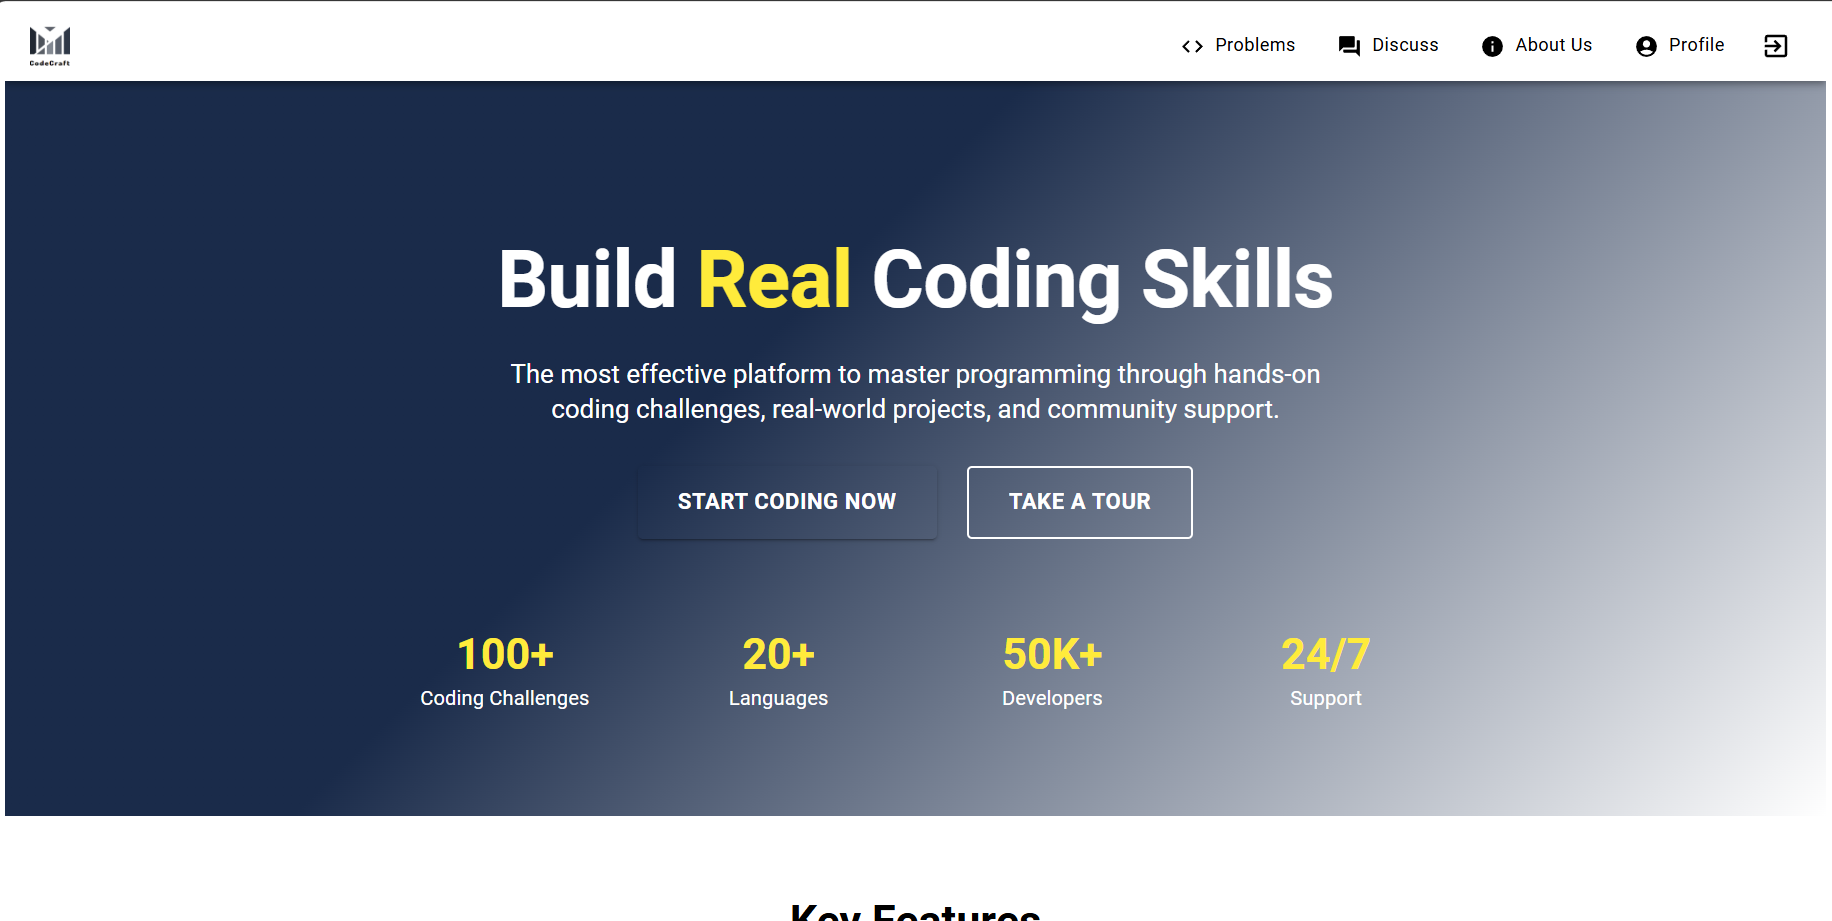 CodeCraft
Problems
Discuss
About Us
Profile
Build Real Coding Skills
The most effective platform to master programming through hands-on
coding challenges, real-world projects, and community support.
START CODING NOW
TAKE A TOUR
100+
Coding Challenges
20+
Languages
50K+
Developers
24/7
Support
Key Features